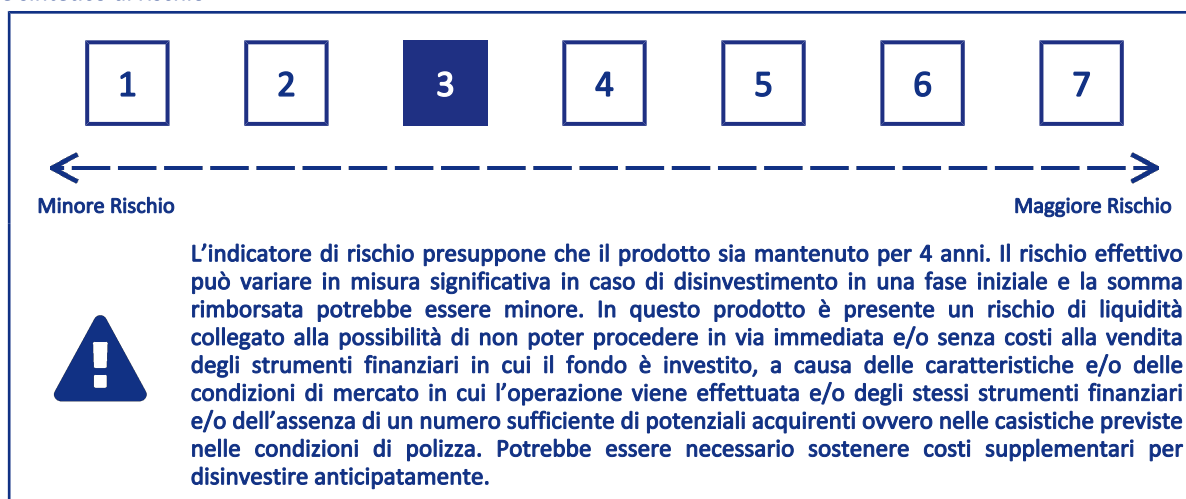 1 2 3 4 5 6 7
Minore Rischio Maggiore Rischio
L’indicatore di rischio presuppone che il prodotto sia mantenuto per 4 anni. Il rischio effettivo
può variare in misura significativa in caso di disinvestimento in una fase iniziale e la somma
rimborsata potrebbe essere minore. In questo prodotto è presente un rischio di liquidità
collegato alla possibilità di non poter procedere in via immediata e/o senza costi alla vendita
degli strumenti finanziari in cui il fondo è investito, a causa delle caratteristiche e/o delle
condizioni di mercato in cui l’operazione viene effettuata e/o degli stessi strumenti finanziari
e/o dell’assenza di un numero sufficiente di potenziali acquirenti ovvero nelle casistiche previste
nelle condizioni di polizza. Potrebbe essere necessario sostenere costi supplementari per
disinvestire anticipatamente.